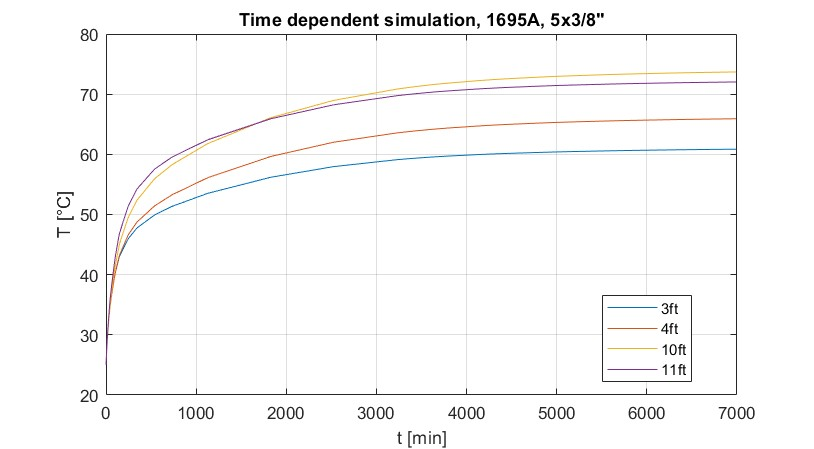 Time dependent simulation, 1695A, 5x3/8"
80
70
60
50
40
30
20
T [°C]
3ft
4ft
10ft
11ft
0 1000 2000 3000 4000 5000 6000 7000
t [min]